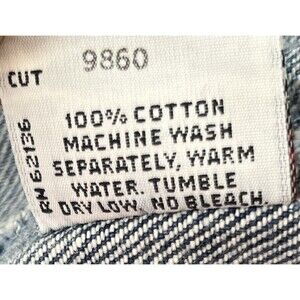 CUT 9860
RN 62136
100% COTTON
MACHINE WASH
SEPARATELY, WARM
WATER. TUMBLE
DRY LOW. NO BLEACH.